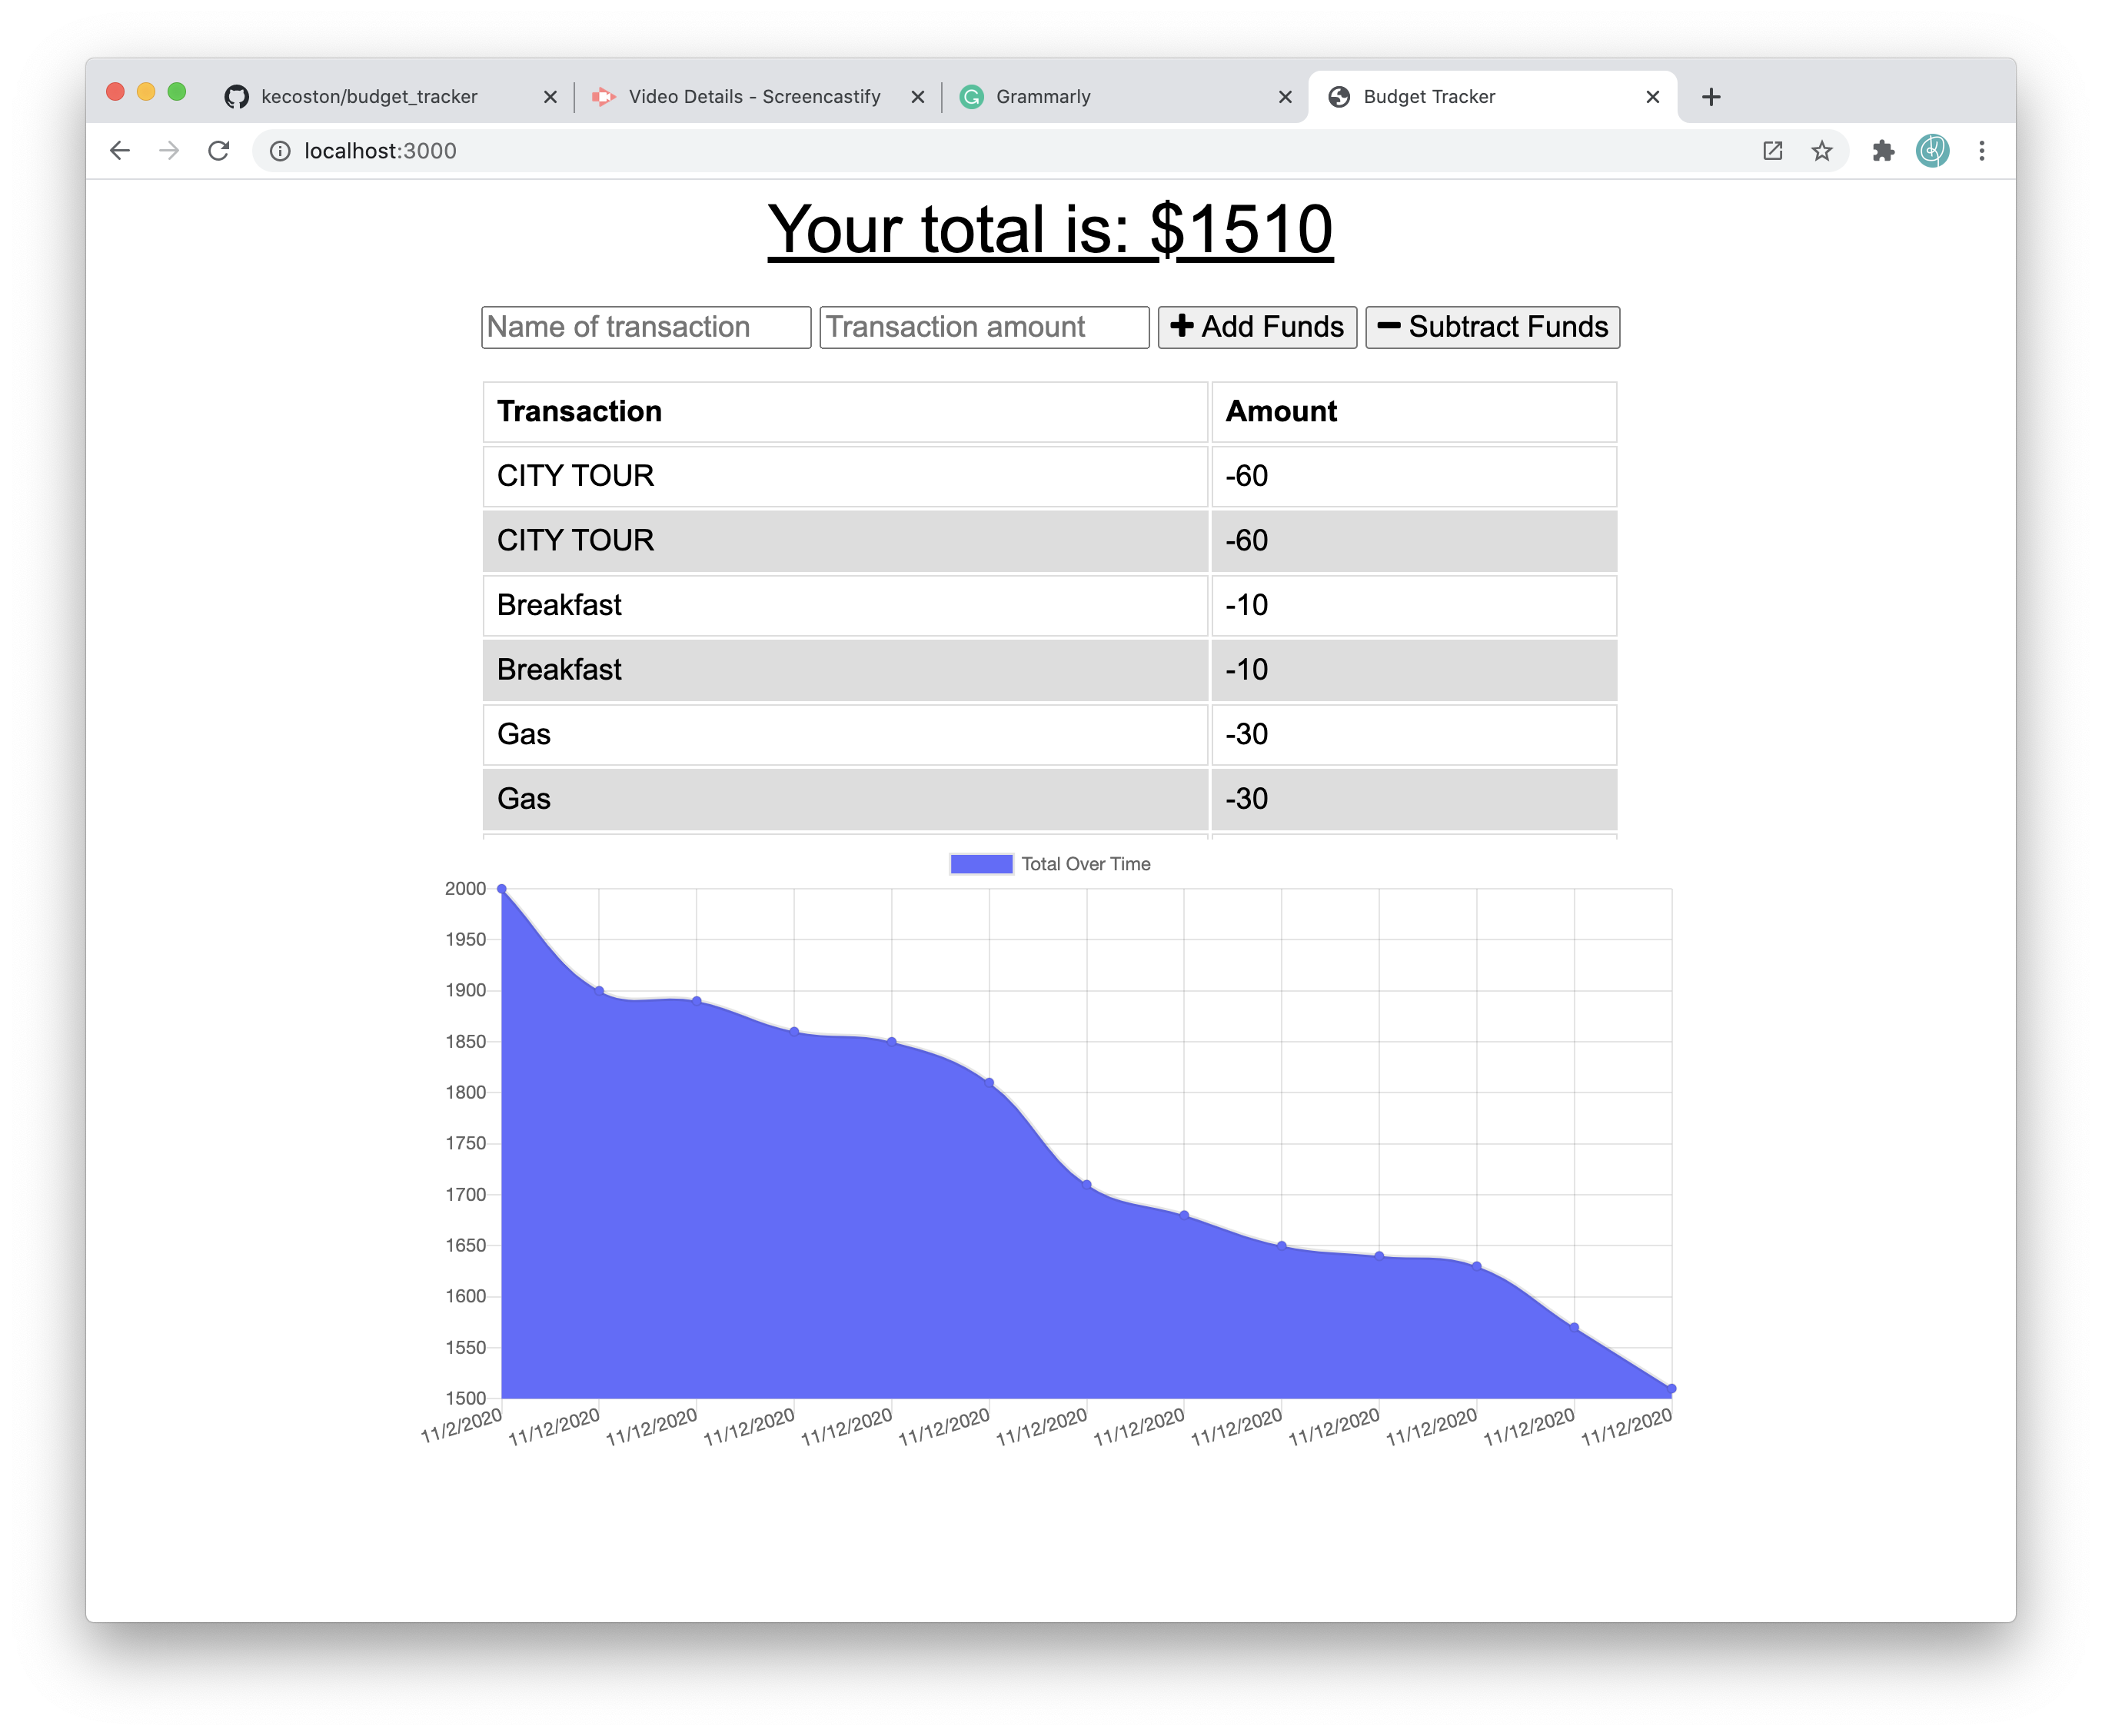 kecoston/budget_tracker
Video Details - Screencastify
Grammarly
Budget Tracker
localhost:3000
Your total is: $1510
Name of transaction Transaction amount Add Funds Subtract Funds
Transaction Amount
CITY TOUR -60
CITY TOUR -60
Breakfast -10
Breakfast -10
Gas -30
Gas -30
Total Over Time
2000
1950
1900
1850
1800
1750
1700
1650
1600
1550
1500
11/2/2020 11/12/2020 11/12/2020 11/12/2020 11/12/2020 11/12/2020 11/12/2020 11/12/2020 11/12/2020 11/12/2020 11/12/2020 11/12/2020 11/12/2020